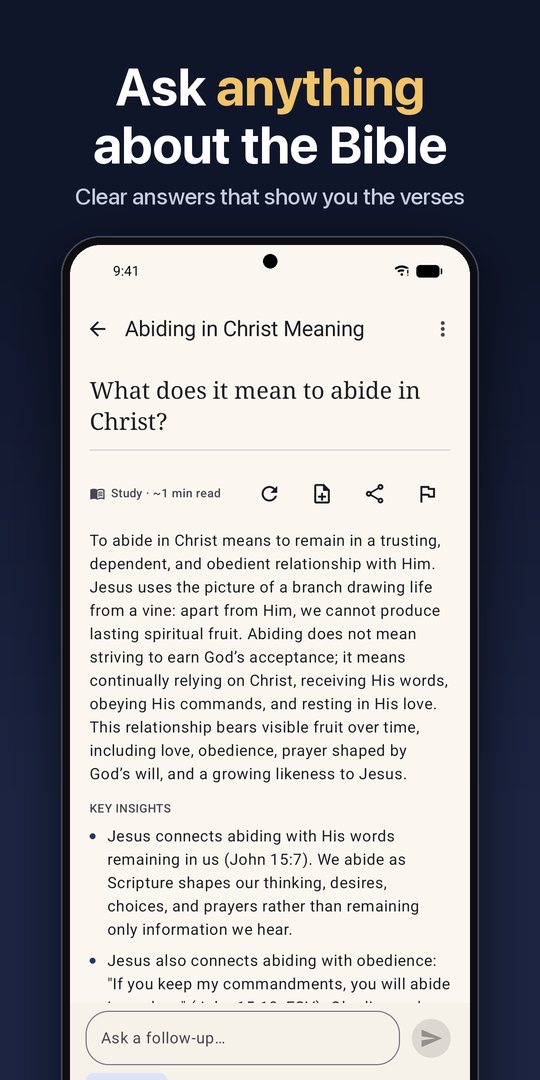 Ask anything
about the Bible
Clear answers that show you the verses
9:41
Abiding in Christ Meaning
What does it mean to abide in
Christ?
Study · ~1 min read
To abide in Christ means to remain in a trusting,
dependent, and obedient relationship with Him.
Jesus uses the picture of a branch drawing life
from a vine: apart from Him, we cannot produce
lasting spiritual fruit. Abiding does not mean
striving to earn God’s acceptance; it means
continually relying on Christ, receiving His words,
obeying His commands, and resting in His love.
This relationship bears visible fruit over time,
including love, obedience, prayer shaped by
God’s will, and a growing likeness to Jesus.
KEY INSIGHTS
• Jesus connects abiding with His words
remaining in us (John 15:7). We abide as
Scripture shapes our thinking, desires,
choices, and prayers rather than remaining
only information we hear.
• Jesus also connects abiding with obedience:
"If you keep my commandments, you will abide
Ask a follow-up…